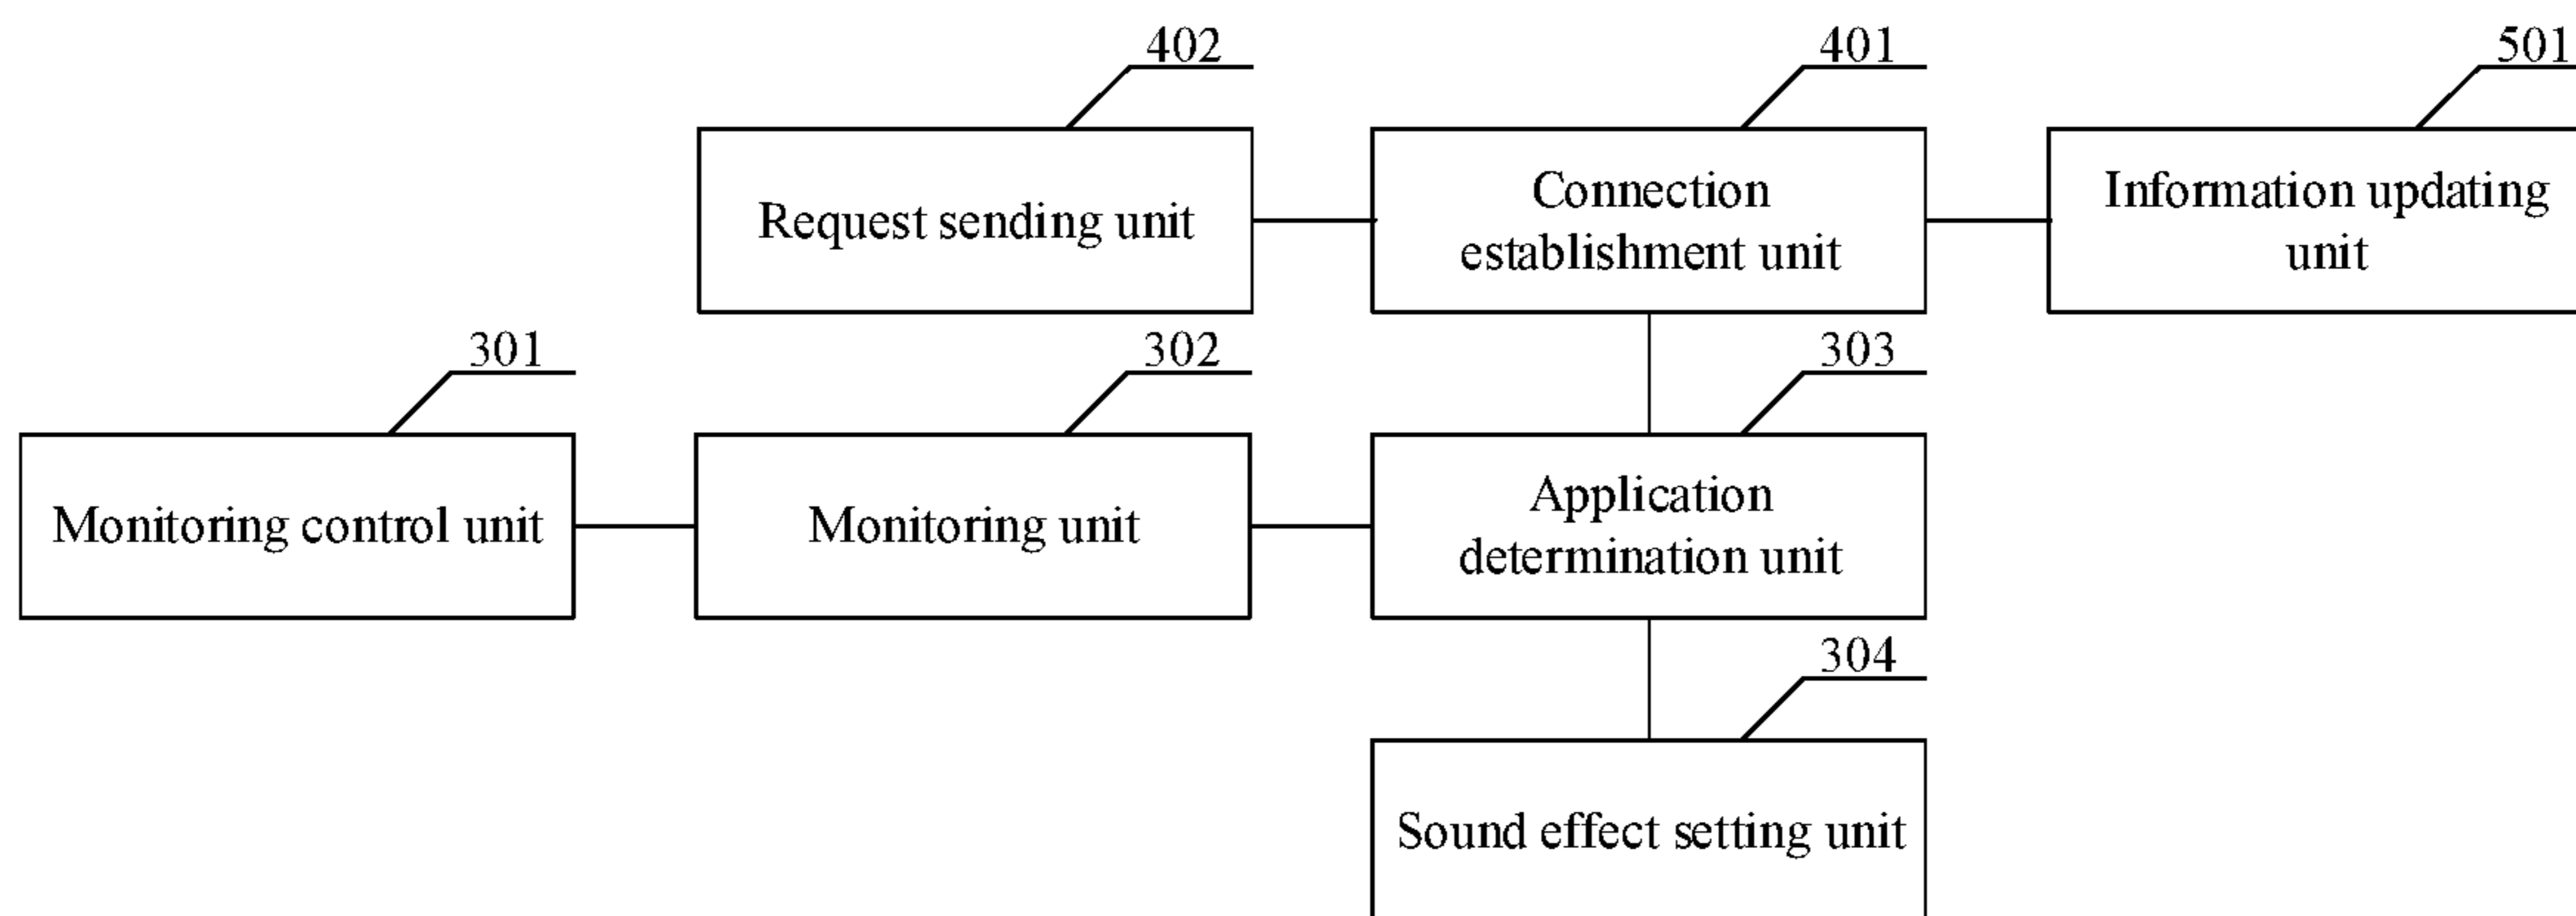 402
401
501
Request sending unit
Connection
establishment unit
Information updating
unit
301
302
303
Monitoring control unit
Monitoring unit
Application
determination unit
304
Sound effect setting unit